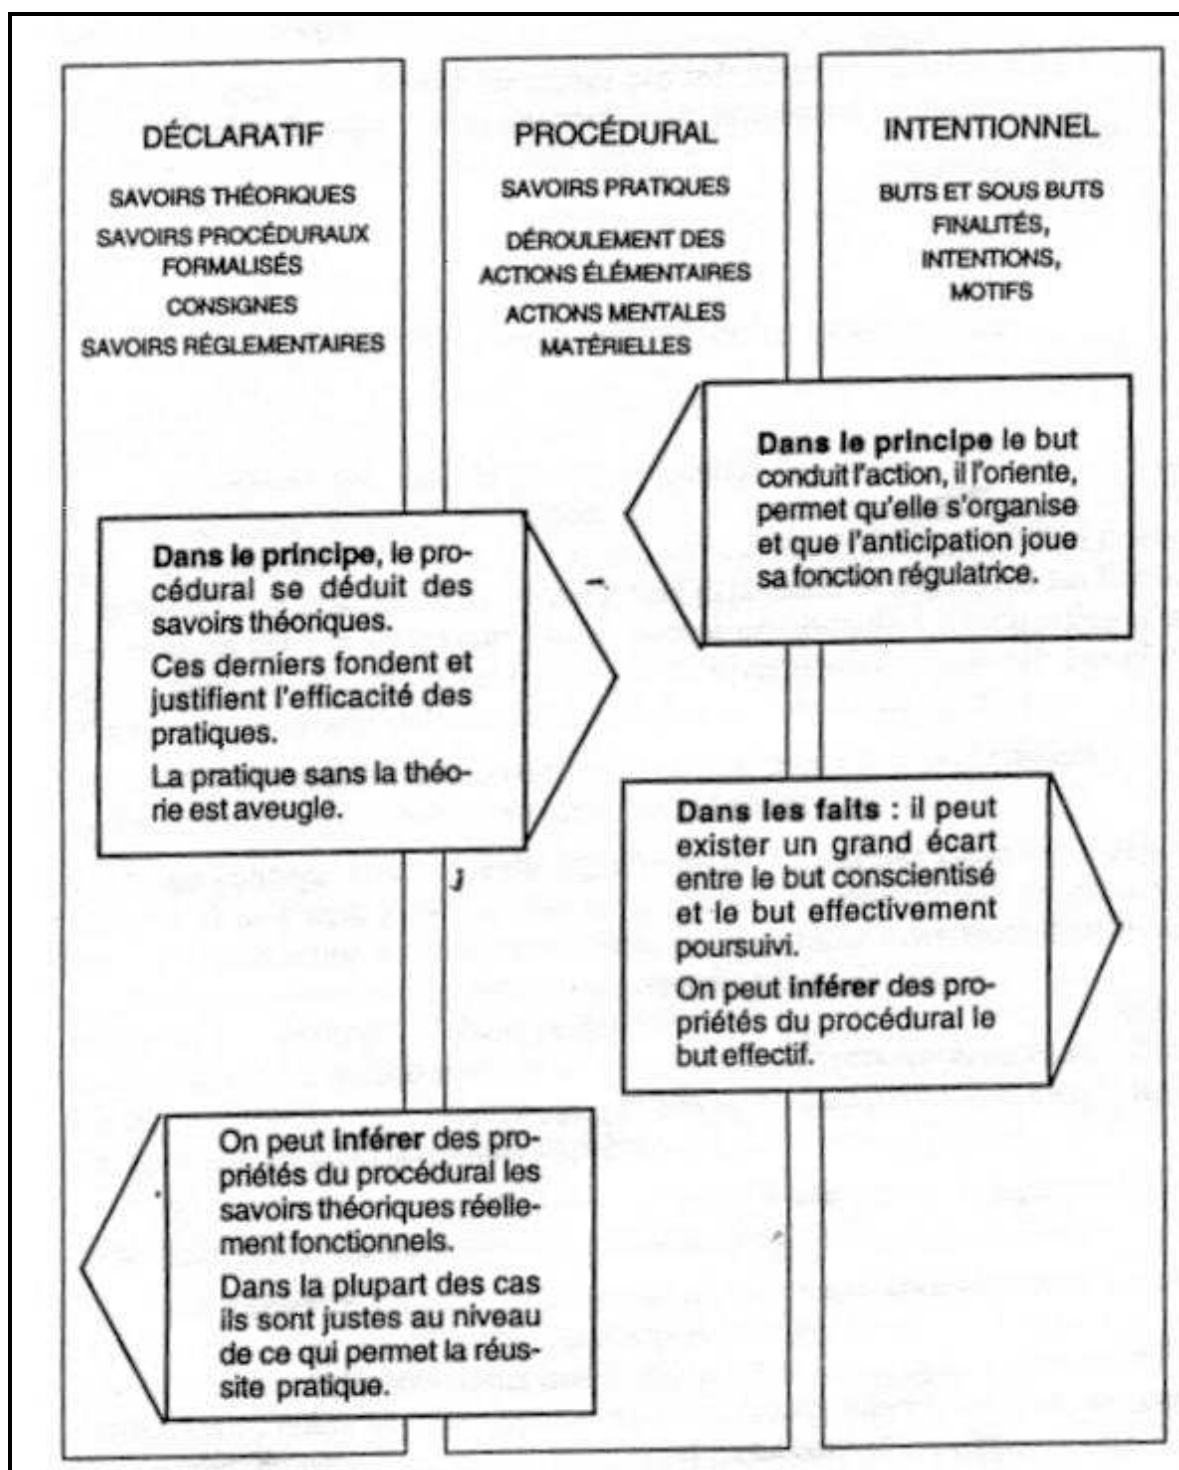 DÉCLARATIF
SAVOIRS THÉORIQUES
SAVOIRS PROCÉDURAUX
FORMALISÉS
CONSIGNES
SAVOIRS RÉGLEMENTAIRES
PROCÉDURAL
SAVOIRS PRATIQUES
DÉROULEMENT DES
ACTIONS ÉLÉMENTAIRES
ACTIONS MENTALES
MATÉRIELLES
INTENTIONNEL
BUTS ET SOUS BUTS
FINALITÉS,
INTENTIONS,
MOTIFS
Dans le principe le but
conduit l'action, il l'oriente,
permet qu'elle s'organise
et que l'anticipation joue
sa fonction régulatrice.
Dans le principe, le pro-
cédural se déduit des
savoirs théoriques.
Ces derniers fondent et
justifient l'efficacité des
pratiques.
La pratique sans la théo-
rie est aveugle.
Dans les faits : il peut
exister un grand écart
entre le but conscientisé
et le but effectivement
poursuivi.
On peut inférer des pro-
priétés du procédural le
but effectif.
On peut inférer des pro-
priétés du procédural les
savoirs théoriques réelle-
ment fonctionnels.
Dans la plupart des cas
ils sont justes au niveau
de ce qui permet la réus-
site pratique.